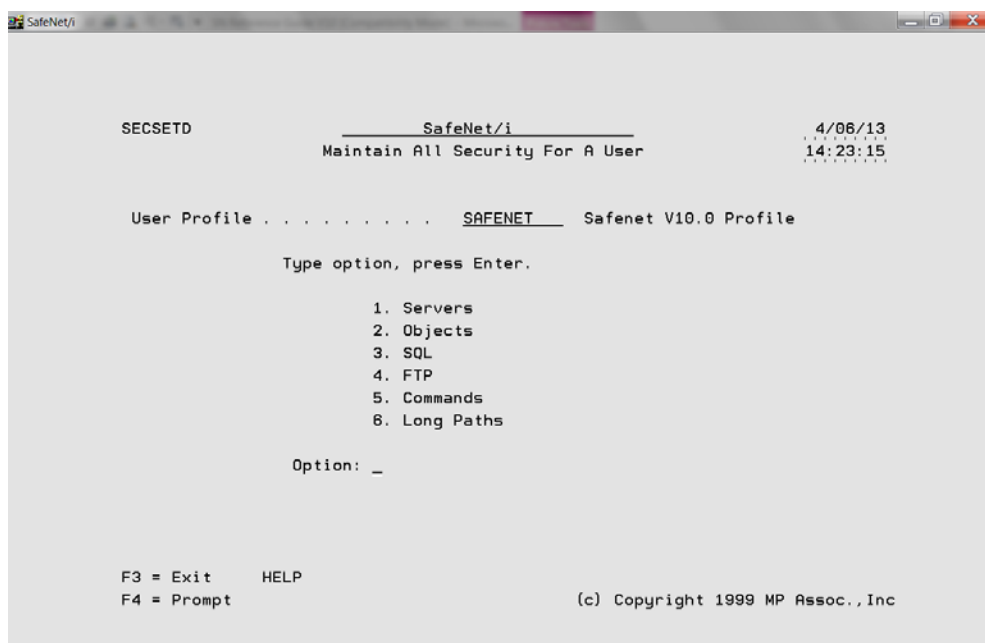 SafeNet/i
SECSETD SafeNet/i 4/06/13
Maintain All Security For A User 14:23:15
User Profile . . . . . . . . . SAFENET Safenet V10.0 Profile
Type option, press Enter.
1. Servers
2. Objects
3. SQL
4. FTP
5. Commands
6. Long Paths
Option: _
F3 = Exit HELP
F4 = Prompt (c) Copyright 1999 MP Assoc.,Inc